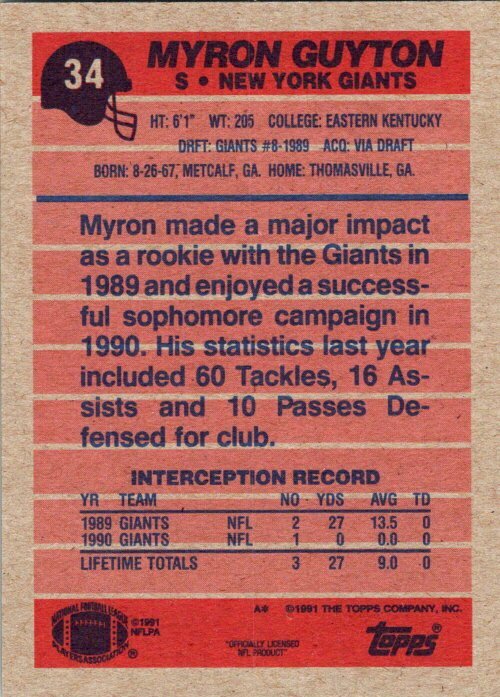 34
MYRON GUYTON
S • NEW YORK GIANTS
HT: 6'1" WT: 205 COLLEGE: EASTERN KENTUCKY
DRFT: GIANTS #8-1989 ACQ: VIA DRAFT
BORN: 8-26-67, METCALF, GA. HOME: THOMASVILLE, GA.
Myron made a major impact
as a rookie with the Giants in
1989 and enjoyed a success-
ful sophomore campaign in
1990. His statistics last year
included 60 Tackles, 16 As-
sists and 10 Passes De-
fensed for club.
INTERCEPTION RECORD
YR TEAM NO YDS AVG TD
1989 GIANTS NFL 2 27 13.5 0
1990 GIANTS NFL 1 0 0.0 0
LIFETIME TOTALS 3 27 9.0 0
A* ©1991 THE TOPPS COMPANY, INC.
NATIONAL FOOTBALL LEAGUE
PLAYERS ASSOCIATION ®
©1991
NFLPA
"OFFICIALLY LICENSED
NFL PRODUCT"
topps®